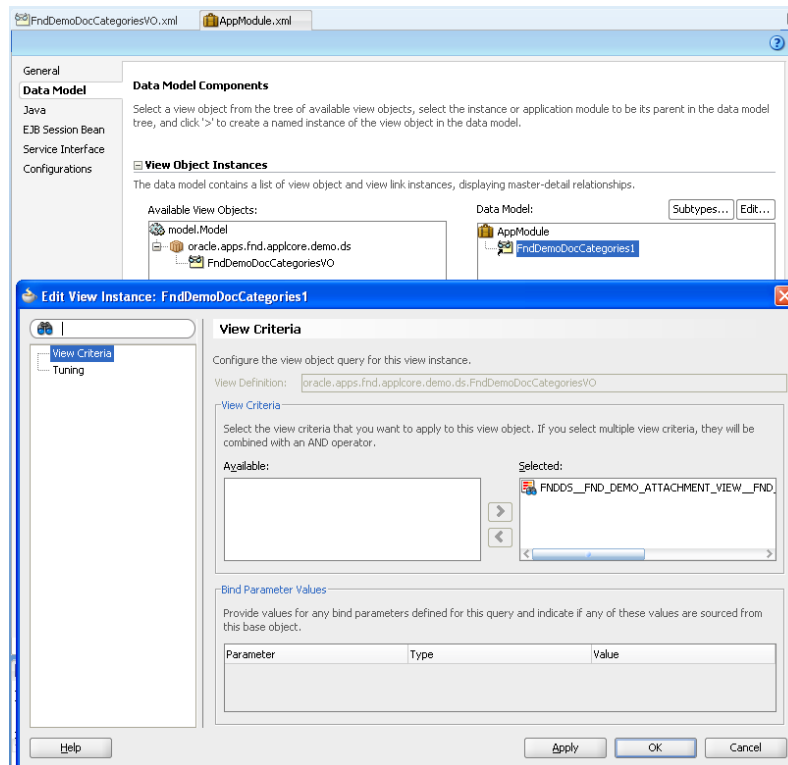 FndDemoDocCategoriesVO.xml
AppModule.xml
General
Data Model
Java
EJB Session Bean
Service Interface
Configurations
Data Model Components
Select a view object from the tree of available view objects, select the instance or application module to be its parent in the data model
tree, and click '>' to create a named instance of the view object in the data model.
View Object Instances
The data model contains a list of view object and view link instances, displaying master-detail relationships.
Available View Objects:
model.Model
oracle.apps.fnd.applcore.demo.ds
FndDemoDocCategoriesVO
Data Model:
Subtypes...
Edit...
AppModule
FndDemoDocCategories1
Edit View Instance: FndDemoDocCategories1
View Criteria
Tuning
View Criteria
Configure the view object query for this view instance.
View Definition: oracle.apps.fnd.applcore.demo.ds.FndDemoDocCategoriesVO
View Criteria
Select the view criteria that you want to apply to this view object. If you select multiple view criteria, they will be
combined with an AND operator.
Available:
Selected:
FNDDS__FND_DEMO_ATTACHMENT_VIEW__FND_
Bind Parameter Values
Provide values for any bind parameters defined for this query and indicate if any of these values are sourced from
this base object.
Parameter Type Value
Help
Apply
OK
Cancel